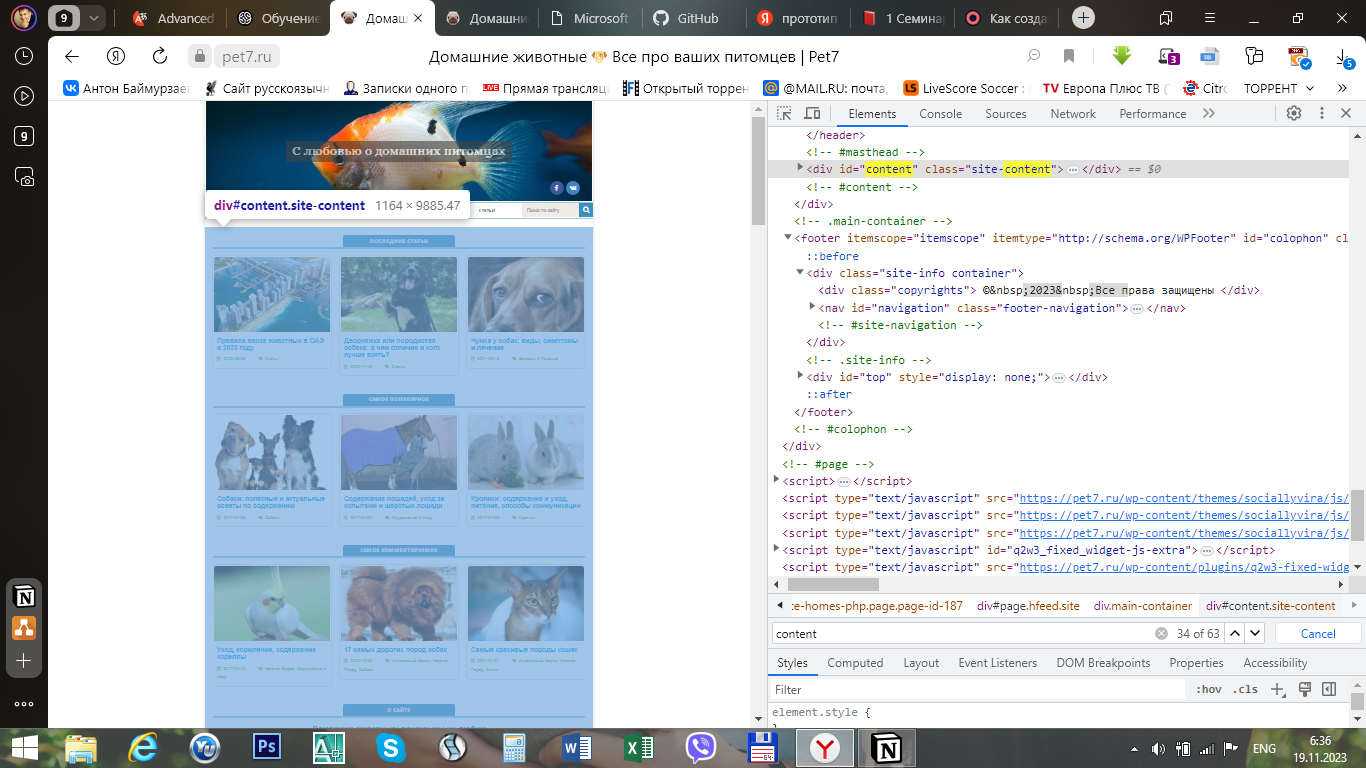 9
Advanced
Обучение
Домаш
Домашни
Microsoft
GitHub
прототип
1 Семинар
Как созда
pet7.ru
Домашние животные Все про ваших питомцев | Pet7
3
5
Антон Баймурзаев
Сайт русскоязычн
Записки одного п
LIVE Прямая трансляц
Открытый торрен
@MAIL.RU: почта,
LiveScore Soccer :
TV Европа Плюс ТВ (
Citro
ТОРРЕНТ
9
С любовью о домашних питомцах
div#content.site-content 1164 × 9885.47
СТАТЬИ
Поиск по сайту
ПОСЛЕДНИЕ СТАТЬИ
Правила ввоза животных в ОАЭ
в 2023 году
Дворняжка или породистая
собака: в чем отличия и кого
лучше взять?
Чумка у собак: виды, симптомы
и лечение
САМОЕ ПОПУЛЯРНОЕ
Собаки: полезные и актуальные
советы по содержанию
Содержание лошадей, уход за
копытами и шерстью лошади
Кролики: содержание и уход,
питание, способы коммуникации
САМОЕ КОММЕНТИРУЕМОЕ
Уход, кормление, содержание
кореллы
17 самых дорогих пород собак
Самые красивые породы кошек
О САЙТЕ
Elements
Console
Sources
Network
Performance
</header>
<!-- #masthead -->
<div id="content" class="site-content"> </div> == $0
<!-- #content -->
</div>
<!-- .main-container -->
<footer itemscope="itemscope" itemtype="http://schema.org/WPFooter" id="colophon" cl
::before
<div class="site-info container">
<div class="copyrights"> ©&nbsp;2023&nbsp;Все права защищены </div>
<nav id="navigation" class="footer-navigation"> </nav>
<!-- #site-navigation -->
</div>
<!-- .site-info -->
<div id="top" style="display: none;"> </div>
::after
</footer>
<!-- #colophon -->
</div>
<!-- #page -->
<script> </script>
<script type="text/javascript" src="https://pet7.ru/wp-content/themes/sociallyvira/js/
<script type="text/javascript" src="https://pet7.ru/wp-content/themes/sociallyvira/js/
<script type="text/javascript" src="https://pet7.ru/wp-content/themes/sociallyvira/js/
<script type="text/javascript" id="q2w3_fixed_widget-js-extra"> </script>
<script type="text/javascript" src="https://pet7.ru/wp-content/plugins/q2w3-fixed-widg
te-homes-php.page.page-id-187 div#page.hfeed.site div.main-container div#content.site-content
content
34 of 63
Cancel
Styles
Computed
Layout
Event Listeners
DOM Breakpoints
Properties
Accessibility
Filter
:hov
.cls
element.style {
ENG
6:36
19.11.2023